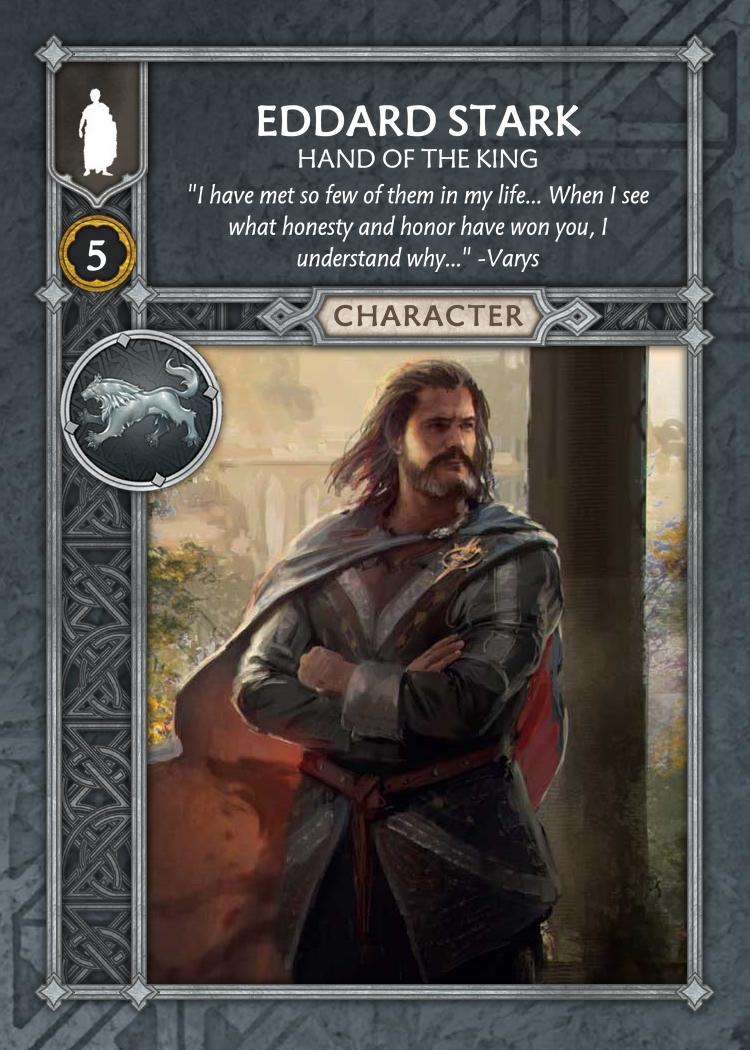 EDDARD STARK
HAND OF THE KING
"I have met so few of them in my life... When I see
what honesty and honor have won you, I
understand why..." -Varys
5
CHARACTER